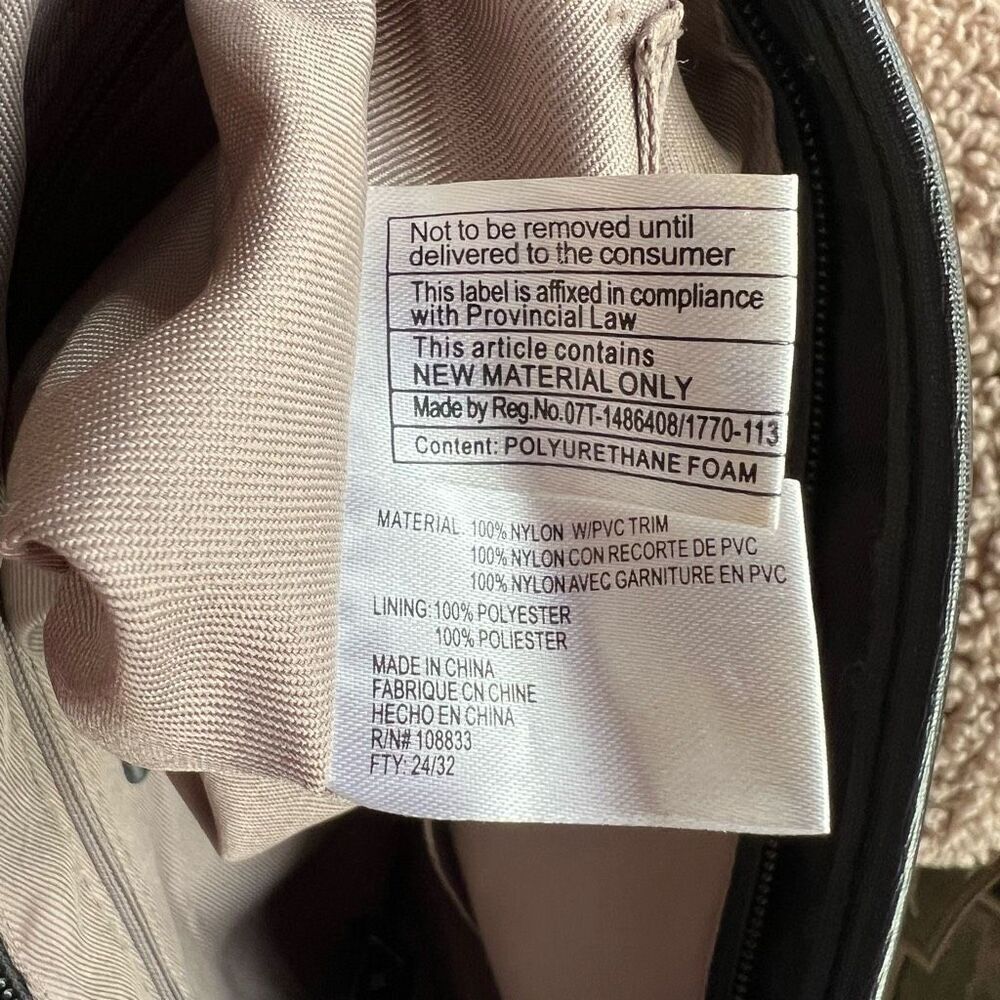 Not to be removed until
delivered to the consumer
This label is affixed in compliance
with Provincial Law
This article contains
NEW MATERIAL ONLY
Made by Reg.No.07T-1486408/1770-113
Content: POLYURETHANE FOAM
MATERIAL 100% NYLON W/PVC TRIM
100% NYLON CON RECORTE DE PVC
100% NYLON AVEC GARNITURE EN PVC
LINING: 100% POLYESTER
100% POLIESTER
MADE IN CHINA
FABRIQUE CN CHINE
HECHO EN CHINA
R/N# 108833
FTY: 24/32